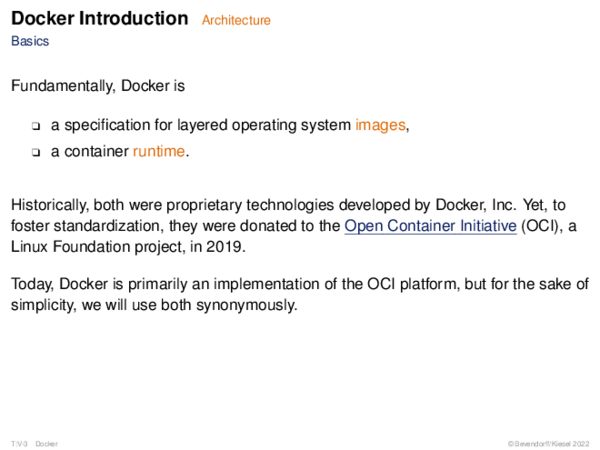 Docker Introduction Architecture
Basics
Fundamentally, Docker is
❑ a specification for layered operating system images,
❑ a container runtime.
Historically, both were proprietary technologies developed by Docker, Inc. Yet, to
foster standardization, they were donated to the Open Container Initiative (OCI), a
Linux Foundation project, in 2019.
Today, Docker is primarily an implementation of the OCI platform, but for the sake of
simplicity, we will use both synonymously.
T:V-3 Docker
© Bevendorff/Kiesel 2022